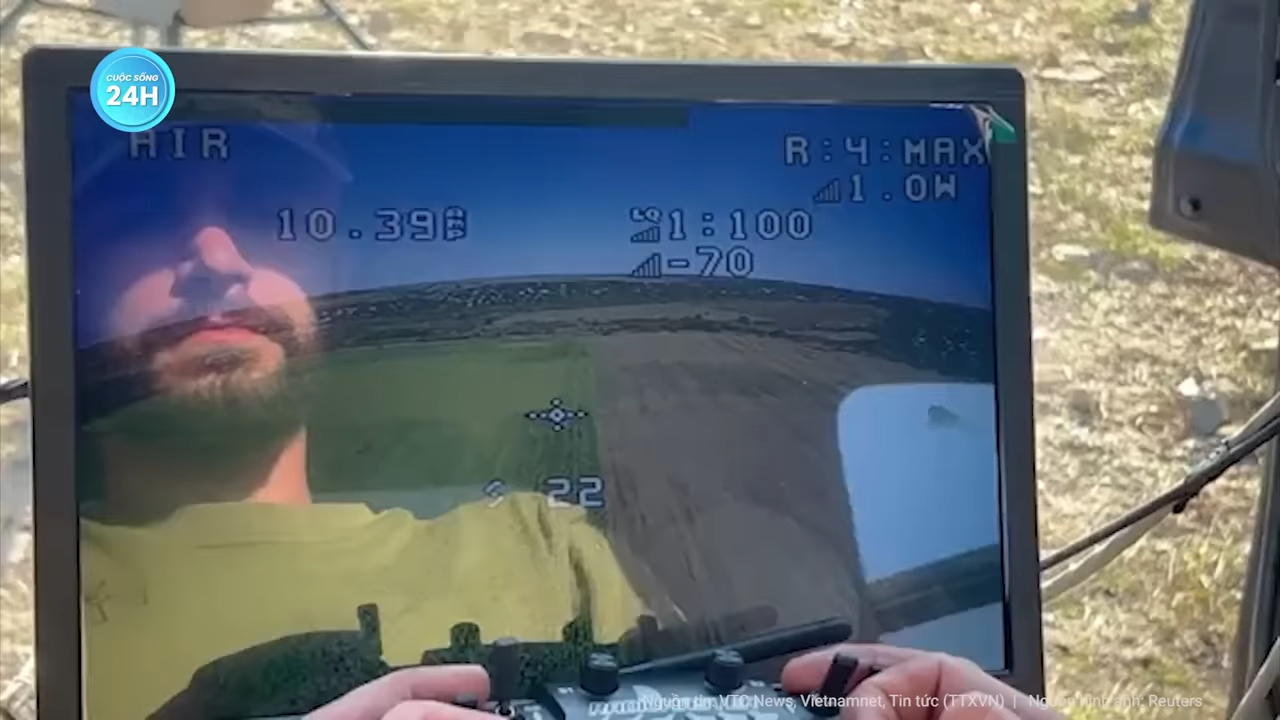 CUỘC SỐNG
24H
AIR
R:4:MAX
1.0W
10.39
LQ 1:100
-70
22
Nguồn tin: VTC News, Vietnamnet, Tin tức (TTXVN) | Nguồn hình ảnh: Reuters